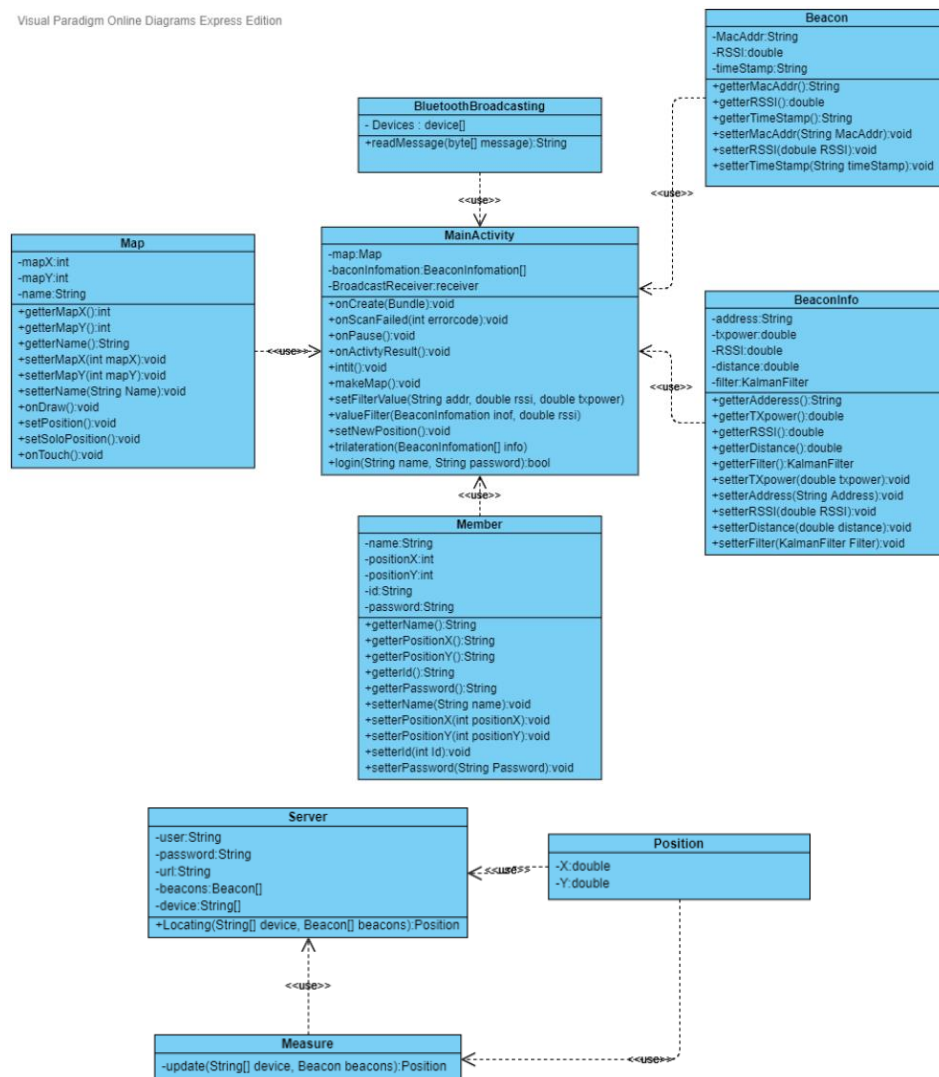 Visual Paradigm Online Diagrams Express Edition
Beacon
-MacAddr:String
-RSSI:double
-timeStamp:String
+getterMacAddr():String
+getterRSSI():double
+getterTimeStamp():String
+setterMacAddr(String MacAddr):void
+setterRSSI(dobule RSSI):void
+setterTimeStamp(String timeStamp):void
<<use>>
BluetoothBroadcasting
- Devices : device[]
+readMessage(byte[] message):String
<<use>>
Map
-mapX:int
-mapY:int
-name:String
+getterMapX():int
+getterMapY():int
+getterName():String
+setterMapX(int mapX):void
+setterMapY(int mapY):void
+setterName(String Name):void
+onDraw():void
+setPosition():void
+setSoloPosition():void
+onTouch():void
<<use>>
MainActivity
-map:Map
-baconInfomation:BeaconInfomation[]
-BroadcastReceiver:receiver
+onCreate(Bundle):void
+onScanFailed(int errorcode):void
+onPause():void
+onActivtyResult():void
+intit():void
+makeMap():void
+setFilterValue(String addr, double rssi, double txpower)
+valueFilter(BeaconInfomation inof, double rssi)
+setNewPosition():void
+trilateration(BeaconInfomation[] info)
+login(String name, String password):bool
<<use>>
BeaconInfo
-address:String
-txpower:double
-RSSI:double
-distance:double
-filter:KalmanFilter
+getterAdderess():String
+getterTXpower():double
+getterRSSI():double
+getterDistance():double
+getterFilter():KalmanFilter
+setterTXpower(double txpower):void
+setterAddress(String Address):void
+setterRSSI(double RSSI):void
+setterDistance(double distance):void
+setterFilter(KalmanFilter Filter):void
<<use>>
Member
-name:String
-positionX:int
-positionY:int
-id:String
-password:String
+getterName():String
+getterPositionX():String
+getterPositionY():String
+getterId():String
+getterPassword():String
+setterName(String name):void
+setterPositionX(int positionX):void
+setterPositionY(int positionY):void
+setterId(int Id):void
+setterPassword(String Password):void
Server
-user:String
-password:String
-url:String
-beacons:Beacon[]
-device:String[]
+Locating(String[] device, Beacon[] beacons):Position
<<use>>
Position
-X:double
-Y:double
<<use>>
Measure
-update(String[] device, Beacon beacons):Position
<<use>>